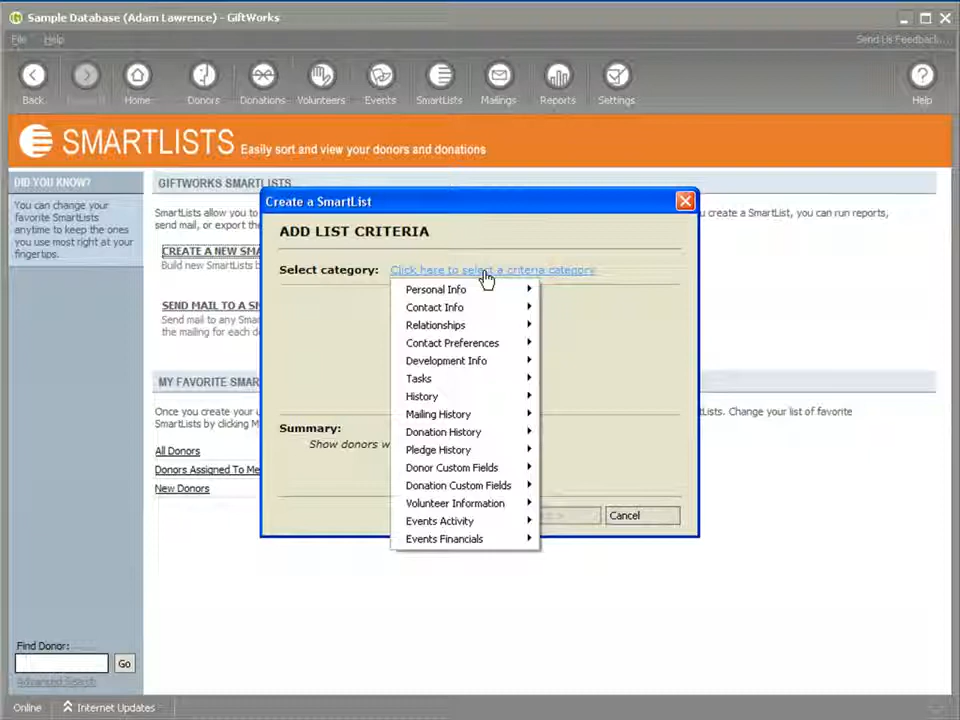 Sample Database (Adam Lawrence) - GiftWorks
File Help Send Us Feedback...
Back Home Donors Donations Volunteers Events SmartLists Mailings Reports Settings Help
SMARTLISTS Easily sort and view your donors and donations
DID YOU KNOW?
You can change your
favorite SmartLists
anytime to keep the ones
you use most right at your
fingertips.
GIFTWORKS SMARTLISTS
SmartLists allow you to
u create a SmartList, you can run reports,
send mail, or export the
CREATE A NEW SMA
Build new SmartLists b
SEND MAIL TO A S
Send mail to any Smar
the mailing for each d
MY FAVORITE SMAR
Once you create your u
Lists. Change your list of favorite
SmartLists by clicking M
All Donors
Donors Assigned To Me
New Donors
Create a SmartList
ADD LIST CRITERIA
Select category: Click here to select a criteria category
Personal Info
Contact Info
Relationships
Contact Preferences
Development Info
Tasks
History
Mailing History
Donation History
Pledge History
Donor Custom Fields
Donation Custom Fields
Volunteer Information
Events Activity
Events Financials
Summary:
Show donors w
Cancel
Find Donor:
Go
Advanced Search
Online Internet Updates